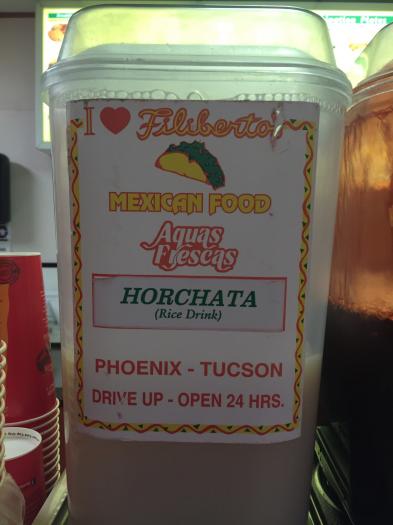 I ❤ Filiberto
MEXICAN FOOD
Aguas
Frescas
HORCHATA
(Rice Drink)
PHOENIX - TUCSON
DRIVE UP - OPEN 24 HRS.